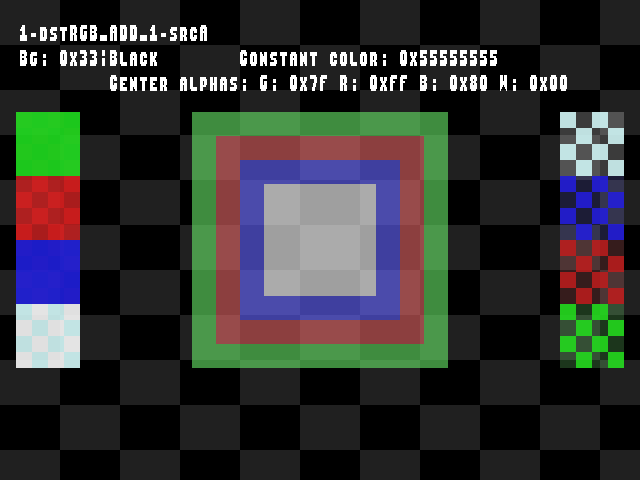 1-dstRGB_ADD_1-srcA
Bg: 0x33¦Black Constant color: 0x55555555
Center alphas: G: 0x7f R: 0xff B: 0x80 W: 0x00